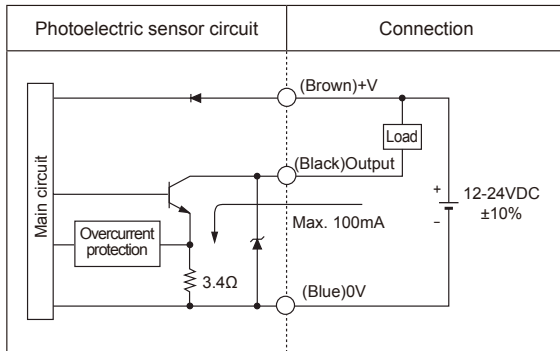 Photoelectric sensor circuit
Connection
(Brown)+V
Load
(Black)Output
Main circuit
+
12-24VDC
±10%
-
Max. 100mA
Overcurrent
protection
3.4Ω
(Blue)0V